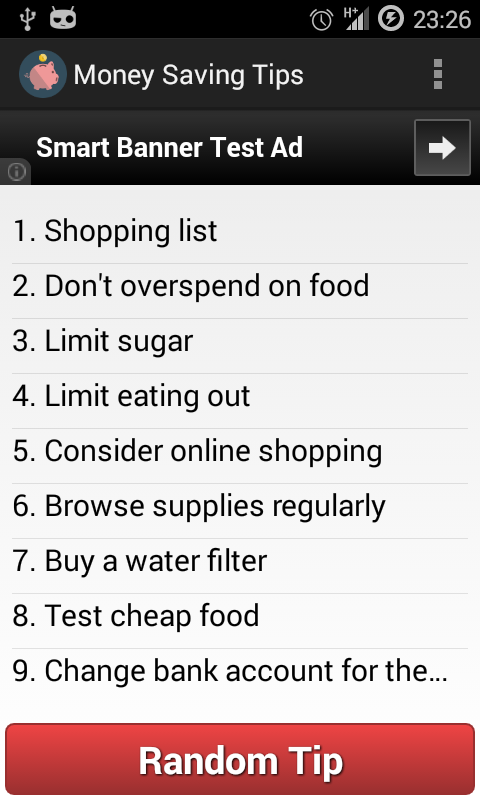 H+ 23:26
Money Saving Tips
Smart Banner Test Ad
1. Shopping list
2. Don't overspend on food
3. Limit sugar
4. Limit eating out
5. Consider online shopping
6. Browse supplies regularly
7. Buy a water filter
8. Test cheap food
9. Change bank account for the...
Random Tip